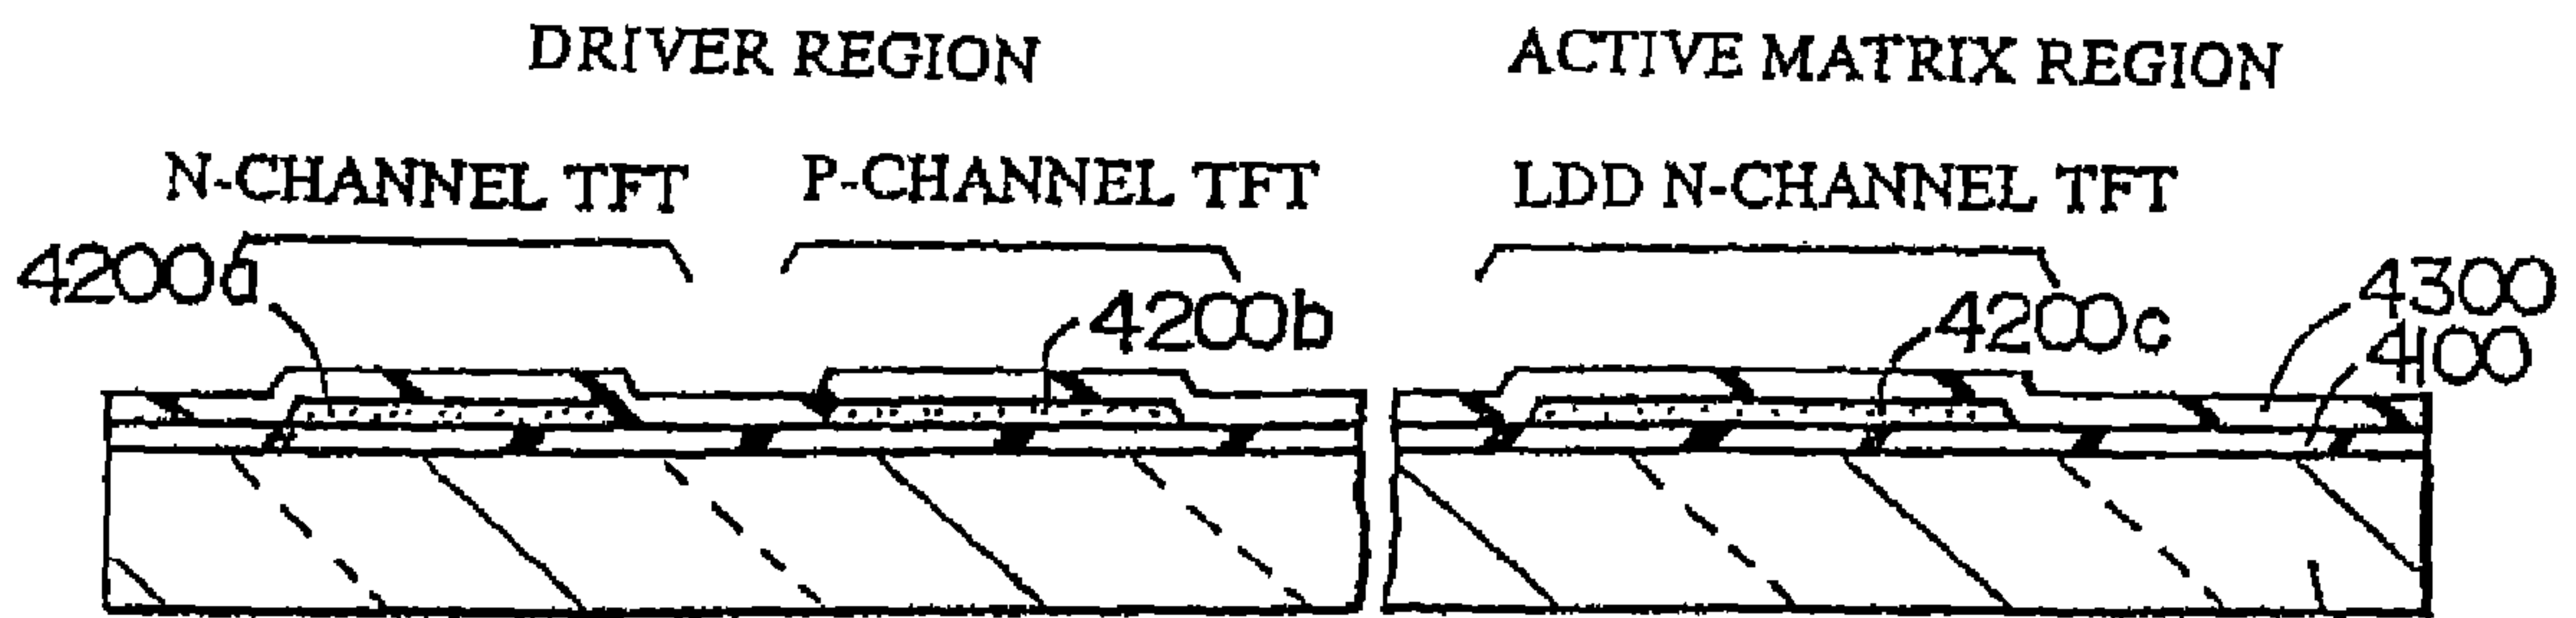 DRIVER REGION ACTIVE MATRIX REGION
N-CHANNEL TFT P-CHANNEL TFT LDD N-CHANNEL TFT
4200a 4200b 4200c 4300
4100